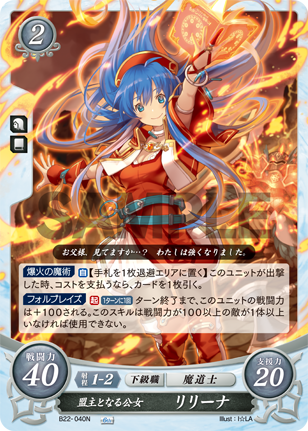 2
SAMPLE
お父様、見てますか…? わたしは強くなりました。
爆火の魔術 自 【手札を1枚退避エリアに置く】このユニットが出撃
した時、コストを支払うなら、カードを1枚引く。
フォルブレイズ 起 1ターンに1回 ターン終了まで、このユニットの戦闘力
は+100される。このスキルは戦闘力が100以上の敵が1体以上
いなければ使用できない。
戦闘力 40
射程 1-2 下級職 魔道士
支援力 20
盟主となる公女 リリーナ
B22-040N
Illust : I☆LA